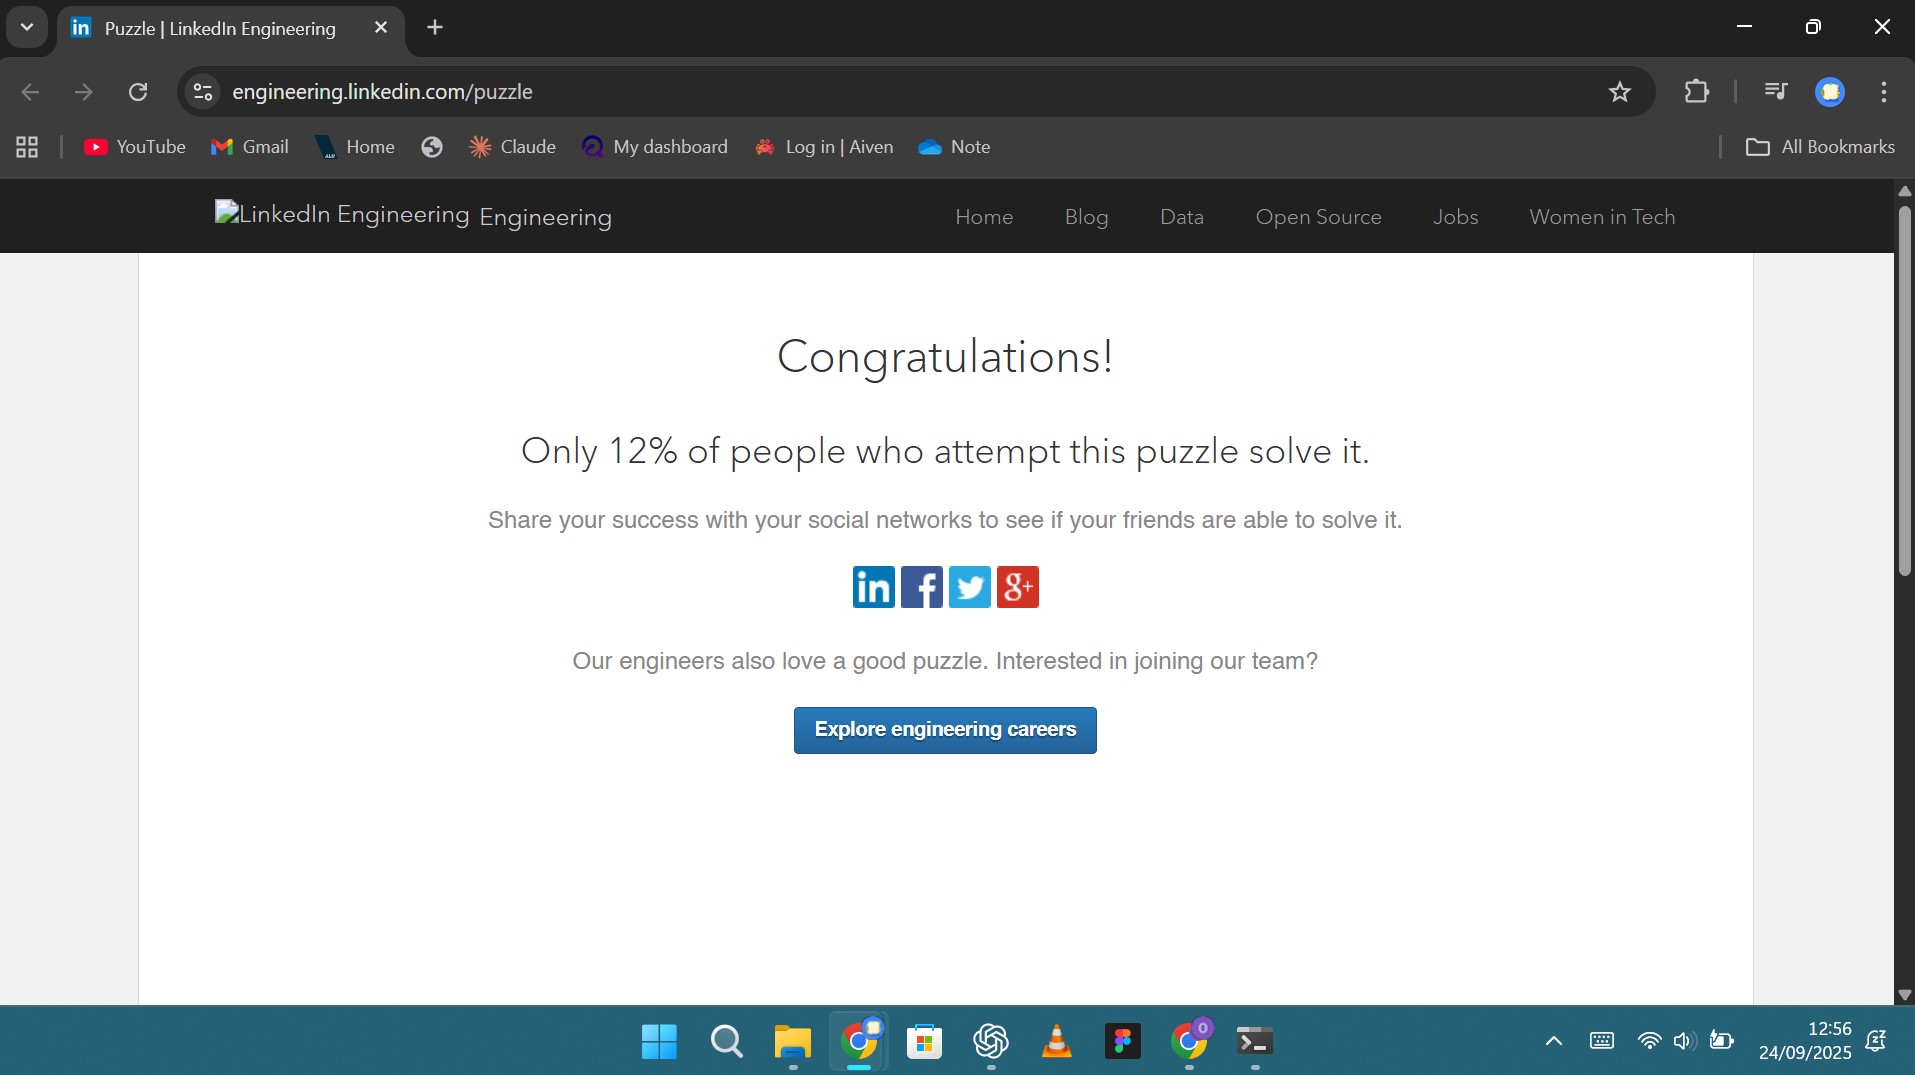 Puzzle | LinkedIn Engineering
engineering.linkedin.com/puzzle
YouTube Gmail Home Claude My dashboard Log in | Aiven Note All Bookmarks
LinkedIn Engineering Engineering Home Blog Data Open Source Jobs Women in Tech
Congratulations!
Only 12% of people who attempt this puzzle solve it.
Share your success with your social networks to see if your friends are able to solve it.
in f g+
Our engineers also love a good puzzle. Interested in joining our team?
Explore engineering careers
12:56
24/09/2025